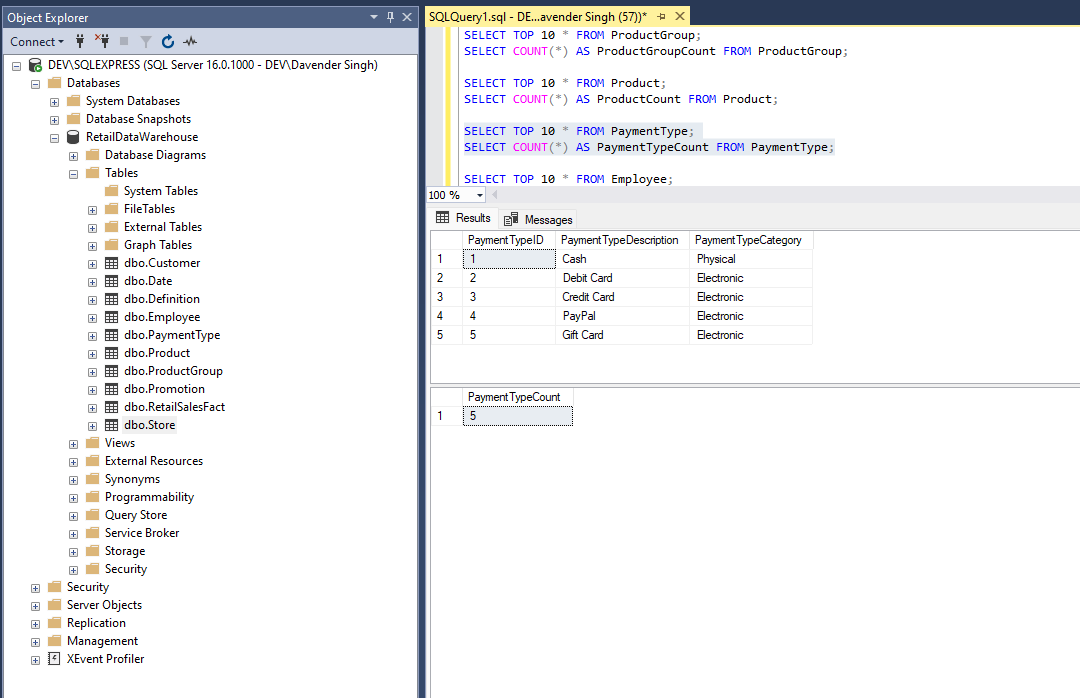 Object Explorer
Connect
DEV\SQLEXPRESS (SQL Server 16.0.1000 - DEV\Davender Singh)
Databases
System Databases
Database Snapshots
RetailDataWarehouse
Database Diagrams
Tables
System Tables
FileTables
External Tables
Graph Tables
dbo.Customer
dbo.Date
dbo.Definition
dbo.Employee
dbo.PaymentType
dbo.Product
dbo.ProductGroup
dbo.Promotion
dbo.RetailSalesFact
dbo.Store
Views
External Resources
Synonyms
Programmability
Query Store
Service Broker
Storage
Security
Security
Server Objects
Replication
Management
XEvent Profiler
SQLQuery1.sql - DE...avender Singh (57))*
SELECT TOP 10 * FROM ProductGroup;
SELECT COUNT(*) AS ProductGroupCount FROM ProductGroup;
SELECT TOP 10 * FROM Product;
SELECT COUNT(*) AS ProductCount FROM Product;
SELECT TOP 10 * FROM PaymentType;
SELECT COUNT(*) AS PaymentTypeCount FROM PaymentType;
SELECT TOP 10 * FROM Employee;
100 %
Results Messages
PaymentTypeID PaymentTypeDescription PaymentTypeCategory
1 1 Cash Physical
2 2 Debit Card Electronic
3 3 Credit Card Electronic
4 4 PayPal Electronic
5 5 Gift Card Electronic
PaymentTypeCount
1 5